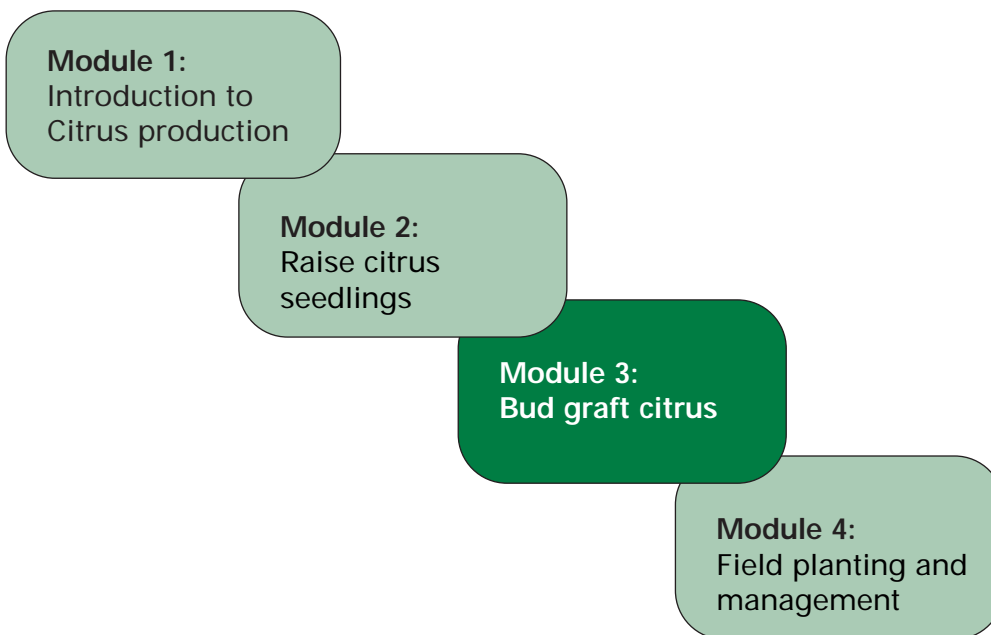 Module 1:
Introduction to
Citrus production
Module 2:
Raise citrus
seedlings
Module 3:
Bud graft citrus
Module 4:
Field planting and
management